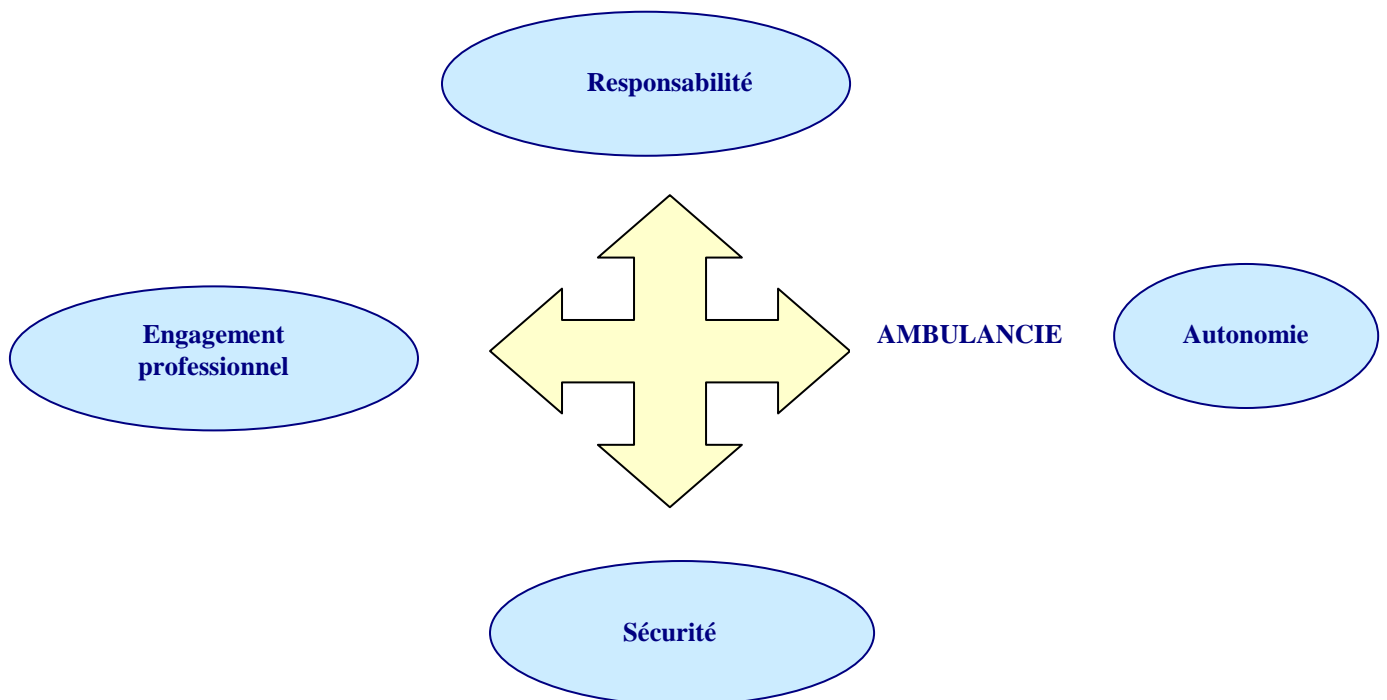 Responsabilité
Engagement
professionnel
AMBULANCIE
Autonomie
Sécurité